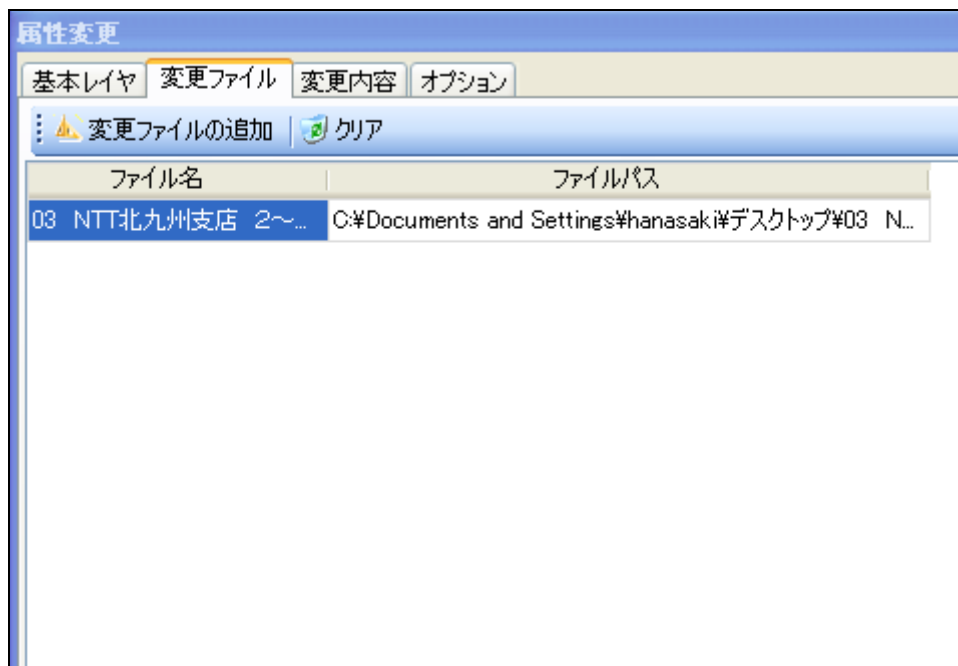 属性変更
基本レイヤ 変更ファイル 変更内容 オプション
変更ファイルの追加 クリア
ファイル名 ファイルパス
03 NTT北九州支店 2～... C:¥Documents and Settings¥hanasaki¥デスクトップ¥03 N...